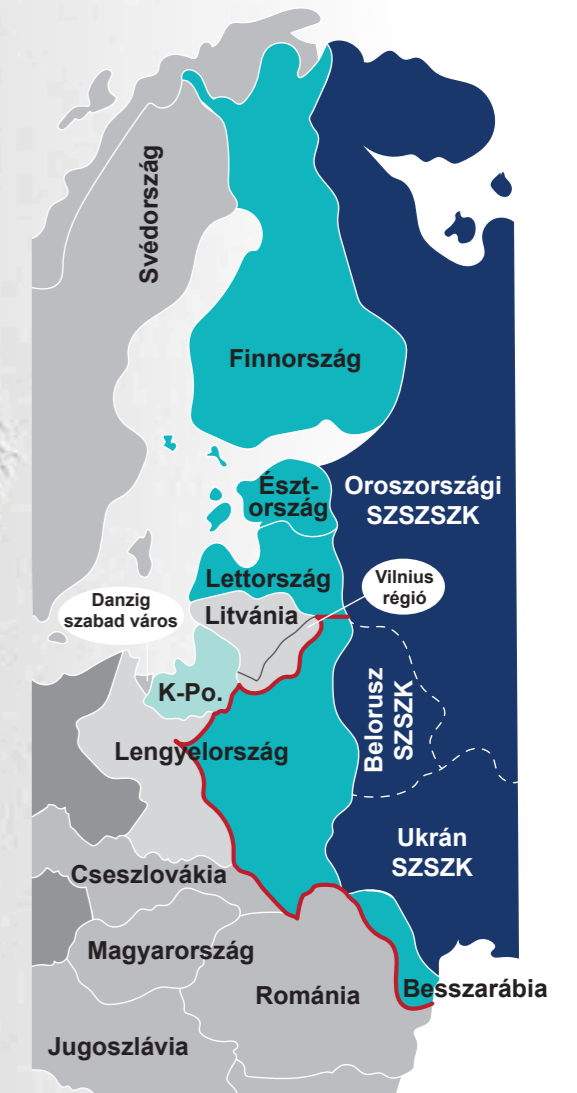 Svédország
Finnország
Észt-
ország
Oroszországi
SZSZSZK
Lettország
Vilnius
régió
Danzig
szabad város
Litvánia
K-Po.
Belorusz
SZSZK
Lengyelország
Ukrán
SZSZK
Cseszlovákia
Magyarország
Románia
Besszarábia
Jugoszlávia